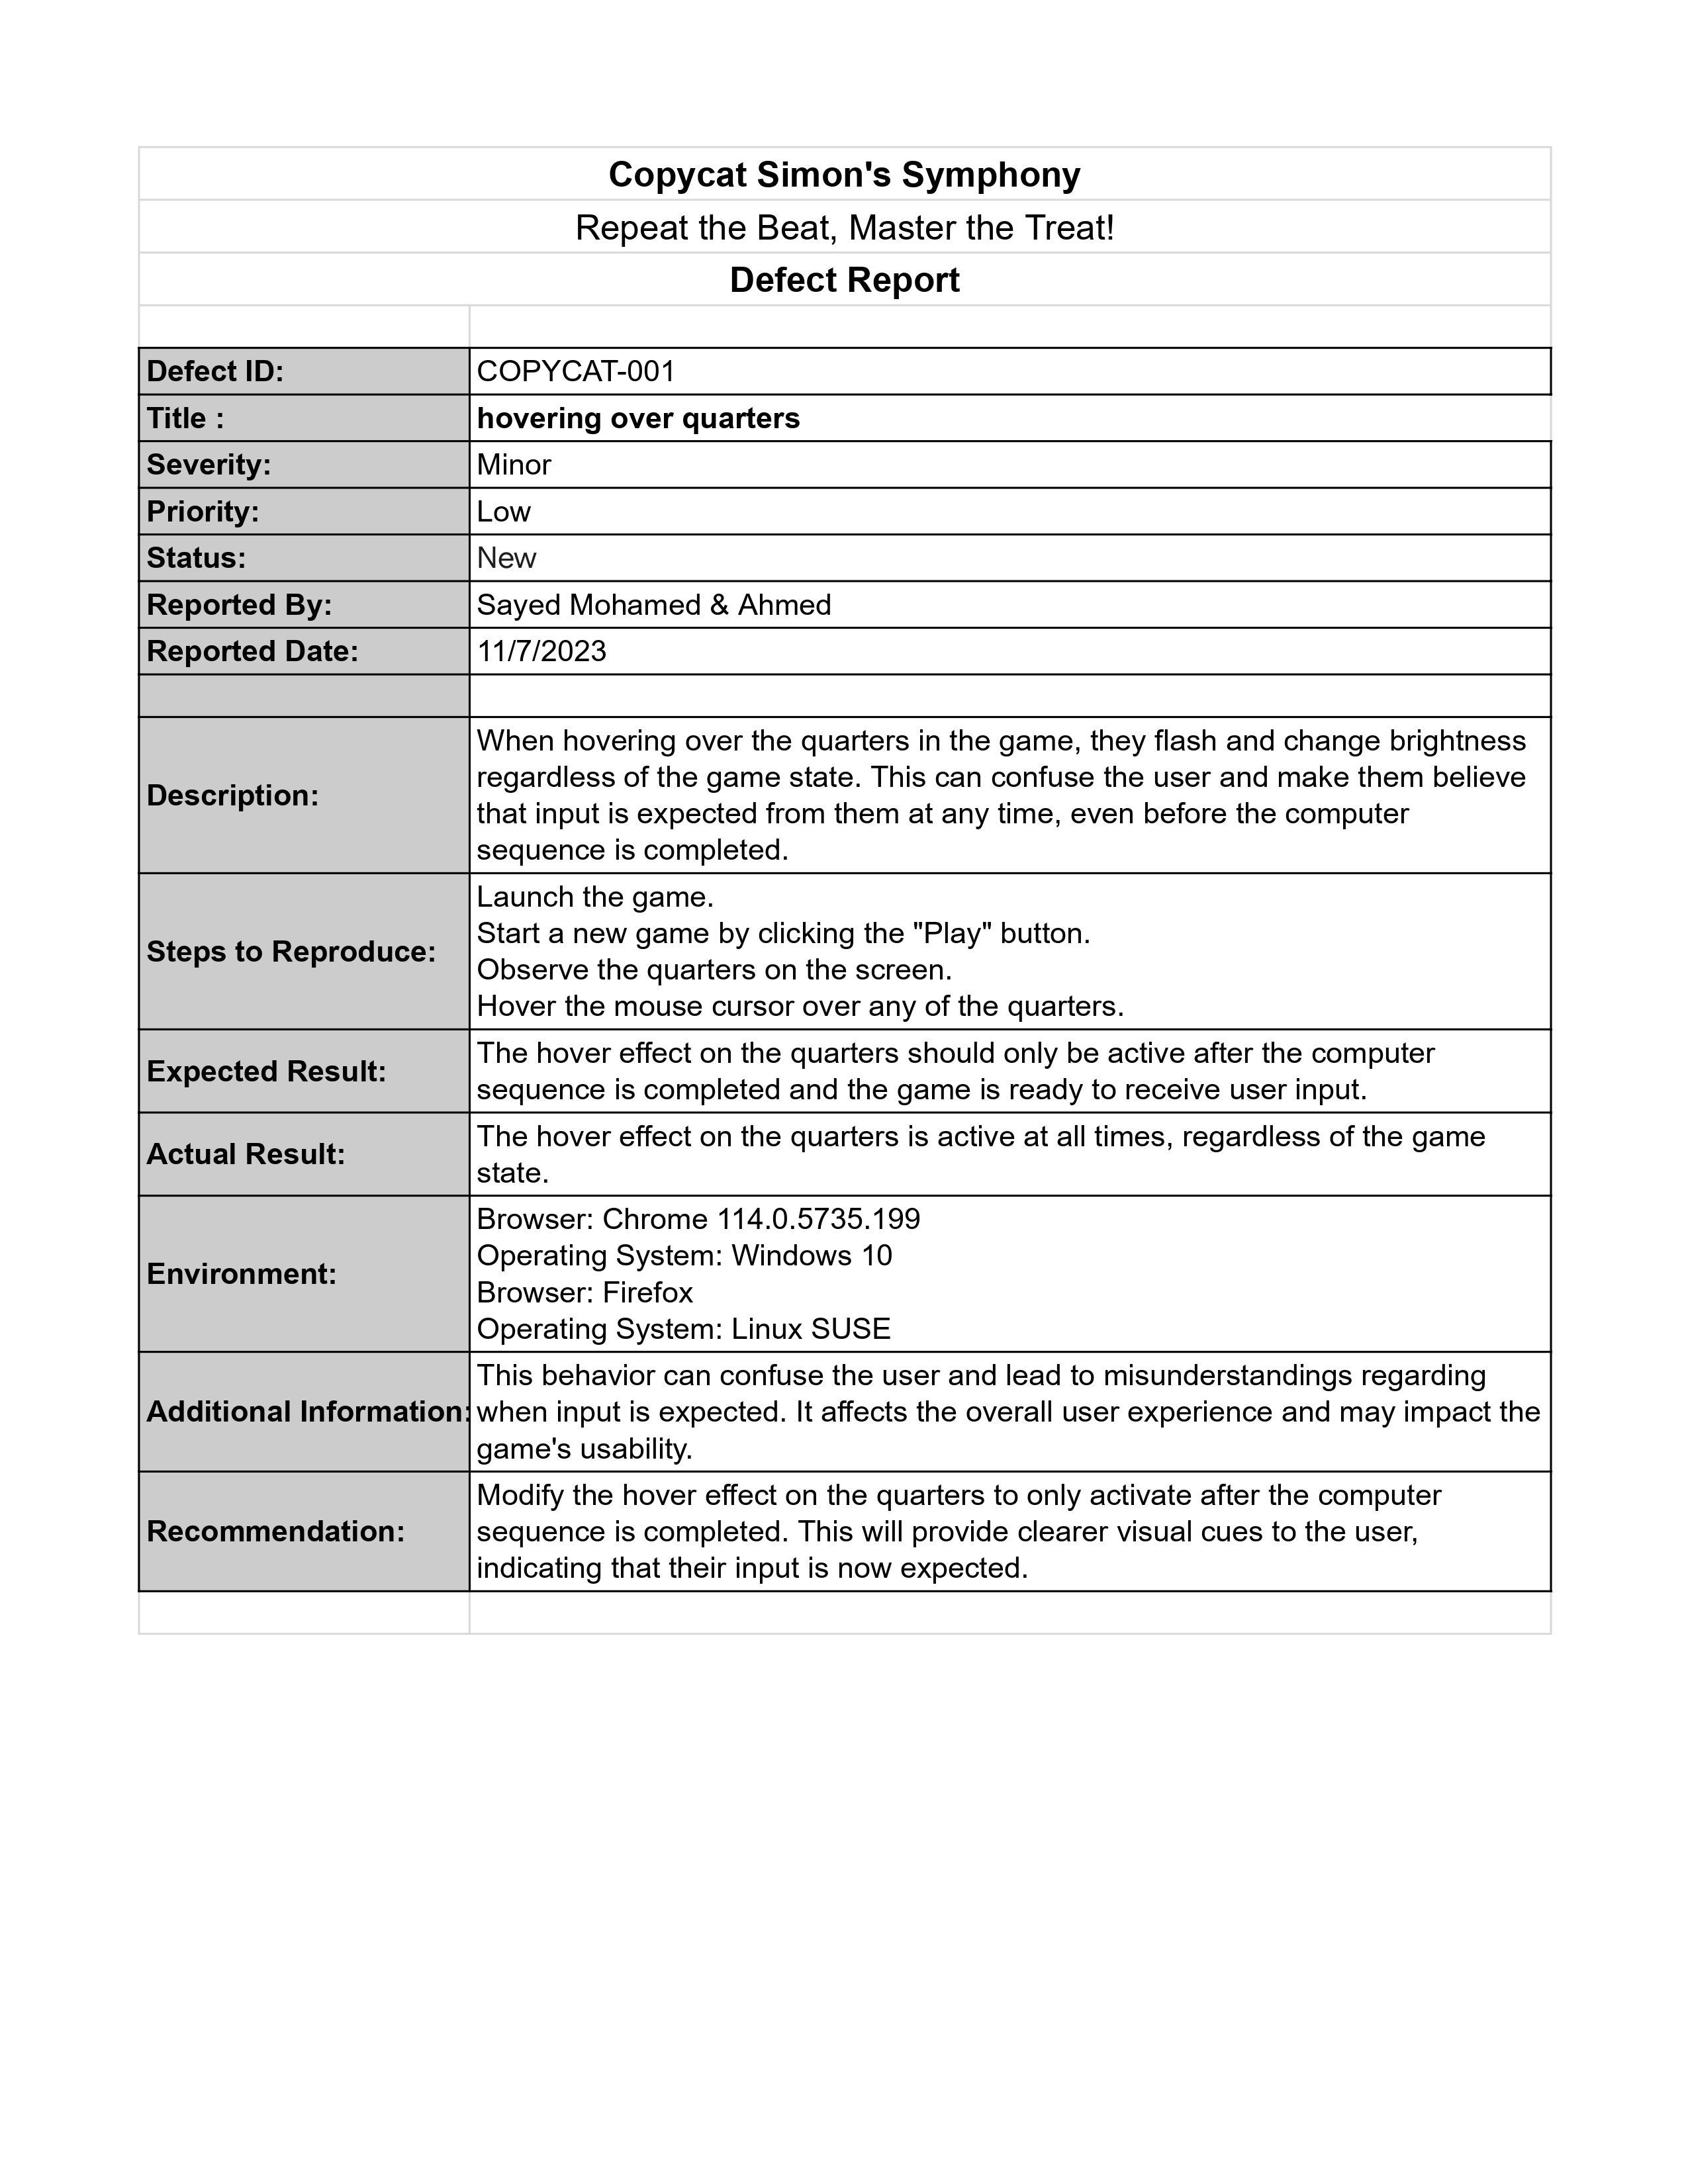 Copycat Simon's Symphony
Repeat the Beat, Master the Treat!
Defect Report
Defect ID: COPYCAT-001
Title : hovering over quarters
Severity: Minor
Priority: Low
Status: New
Reported By: Sayed Mohamed & Ahmed
Reported Date: 11/7/2023
Description:
When hovering over the quarters in the game, they flash and change brightness
regardless of the game state. This can confuse the user and make them believe
that input is expected from them at any time, even before the computer
sequence is completed.
Steps to Reproduce:
Launch the game.
Start a new game by clicking the "Play" button.
Observe the quarters on the screen.
Hover the mouse cursor over any of the quarters.
Expected Result:
The hover effect on the quarters should only be active after the computer
sequence is completed and the game is ready to receive user input.
Actual Result:
The hover effect on the quarters is active at all times, regardless of the game
state.
Environment:
Browser: Chrome 114.0.5735.199
Operating System: Windows 10
Browser: Firefox
Operating System: Linux SUSE
Additional Information:
This behavior can confuse the user and lead to misunderstandings regarding
when input is expected. It affects the overall user experience and may impact the
game's usability.
Recommendation:
Modify the hover effect on the quarters to only activate after the computer
sequence is completed. This will provide clearer visual cues to the user,
indicating that their input is now expected.